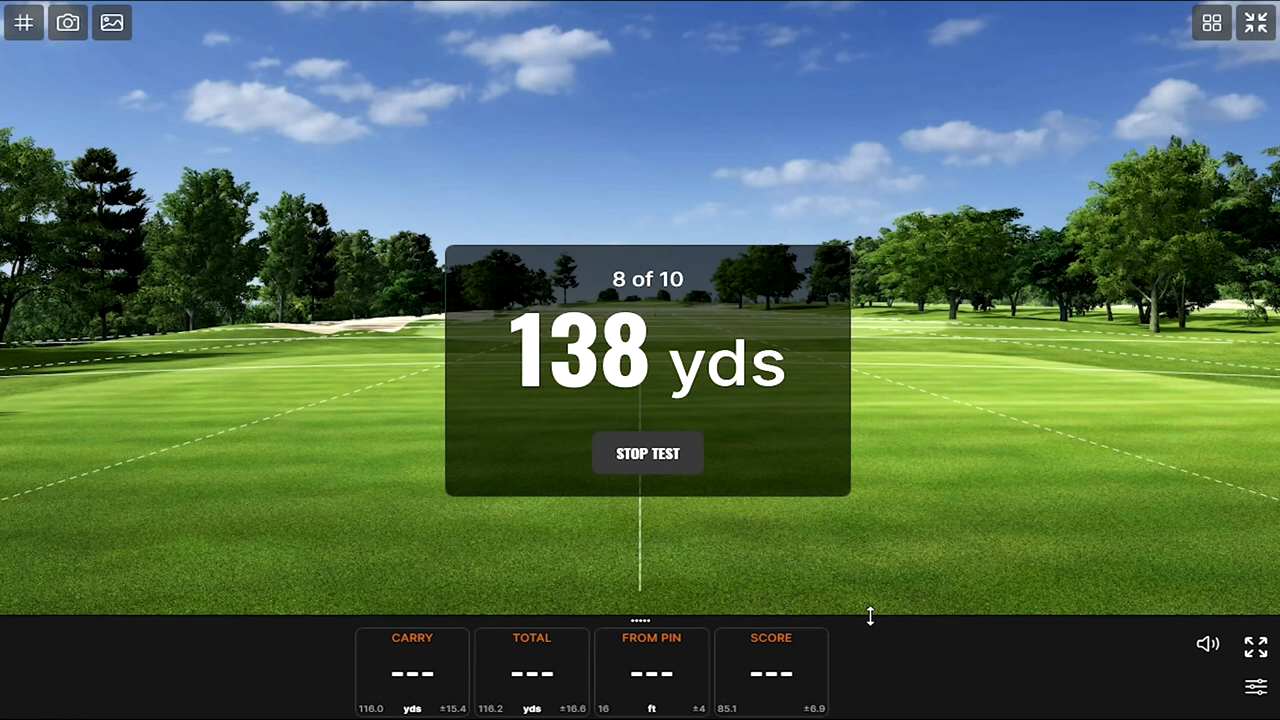 8 of 10
138 yds
STOP TEST
CARRY TOTAL FROM PIN SCORE
--- --- --- ---
116.0 yds ±15.4 116.2 yds ±16.6 16 ft ±4 85.1 ±6.9